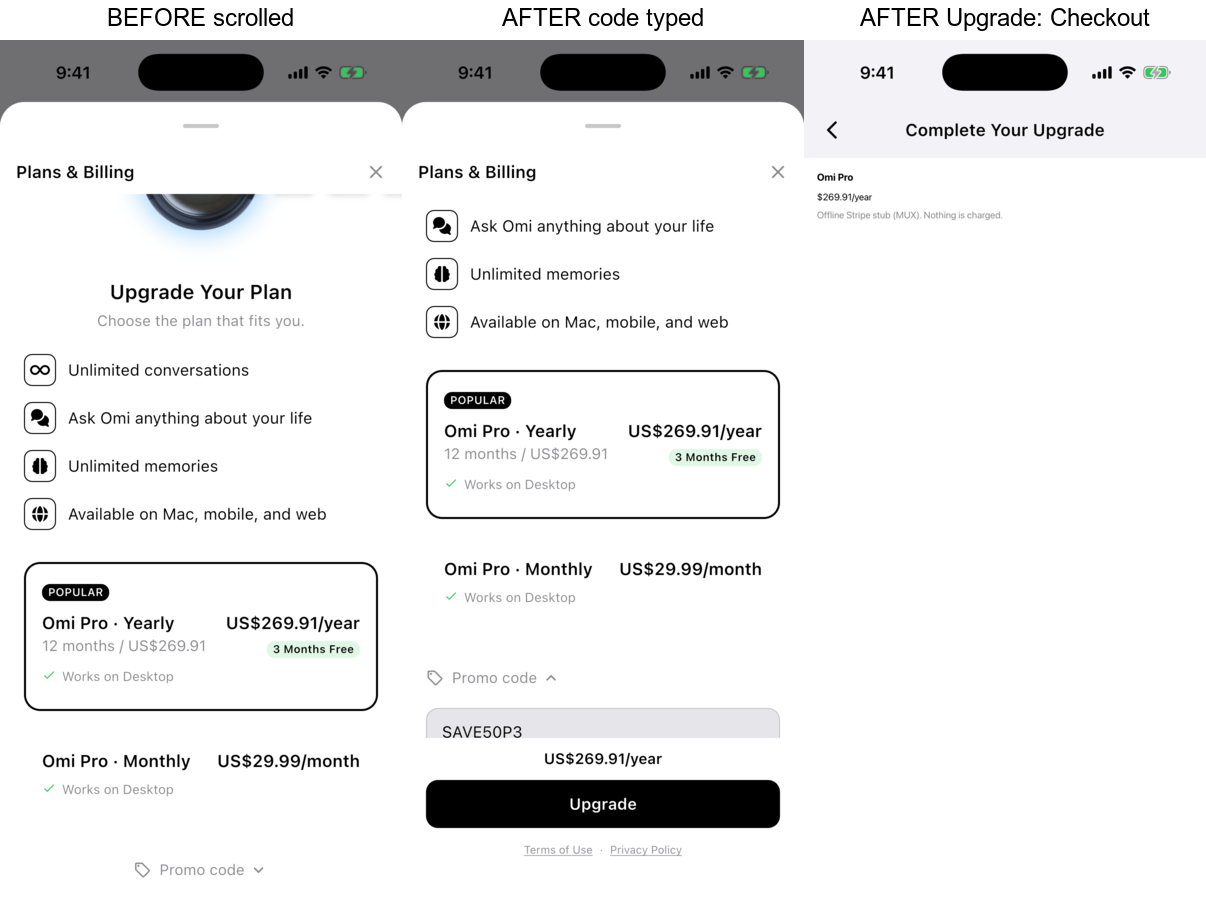 BEFORE scrolled
9:41
Plans & Billing
Upgrade Your Plan
Choose the plan that fits you.
Unlimited conversations
Ask Omi anything about your life
Unlimited memories
Available on Mac, mobile, and web
POPULAR
Omi Pro · Yearly US$269.91/year
12 months / US$269.91 3 Months Free
Works on Desktop
Omi Pro · Monthly US$29.99/month
Works on Desktop
Promo code
AFTER code typed
9:41
Plans & Billing
Ask Omi anything about your life
Unlimited memories
Available on Mac, mobile, and web
POPULAR
Omi Pro · Yearly US$269.91/year
12 months / US$269.91 3 Months Free
Works on Desktop
Omi Pro · Monthly US$29.99/month
Works on Desktop
Promo code
SAVE50P3
US$269.91/year
Upgrade
Terms of Use · Privacy Policy
AFTER Upgrade: Checkout
9:41
Complete Your Upgrade
Omi Pro
$269.91/year
Offline Stripe stub (MUX). Nothing is charged.